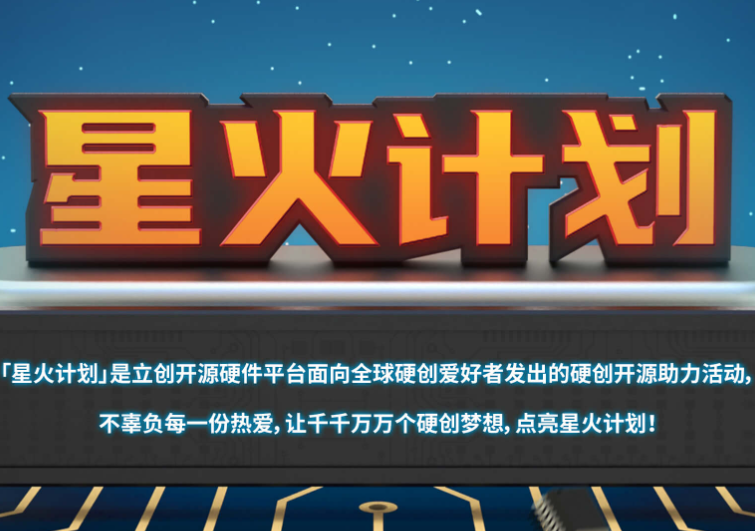 星火计划
「星火计划」是立创开源硬件平台面向全球硬创爱好者发出的硬创开源助力活动,
不辜负每一份热爱, 让千千万万个硬创梦想, 点亮星火计划!